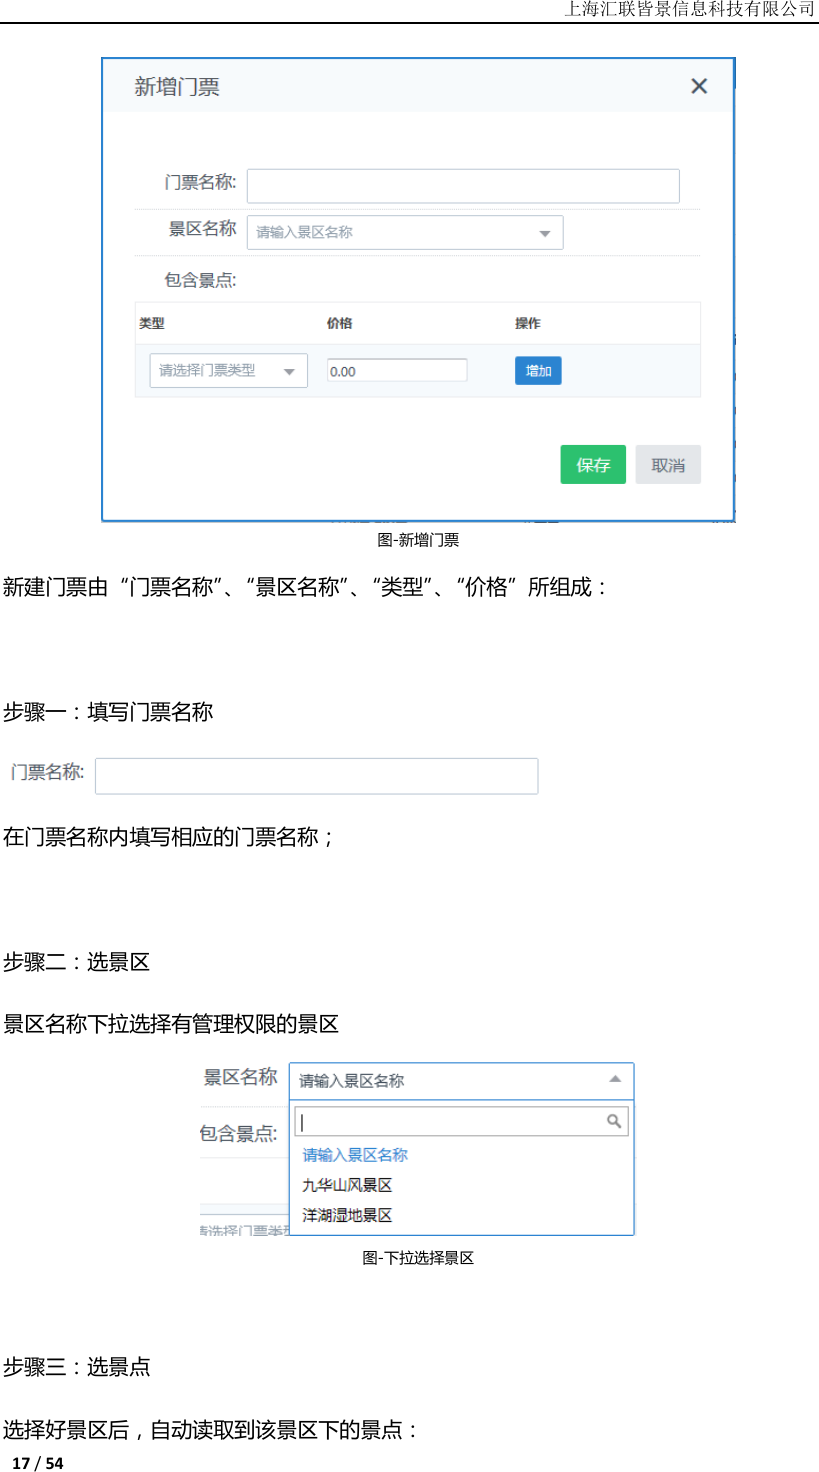 上海汇联皆景信息科技有限公司
新增门票
门票名称:
景区名称 请输入景区名称
包含景点:
类型 价格 操作
请选择门票类型 0.00 增加
保存 取消
图-新增门票
新建门票由“门票名称”、“景区名称”、“类型”、“价格”所组成：
步骤一：填写门票名称
门票名称:
在门票名称内填写相应的门票名称；
步骤二：选景区
景区名称下拉选择有管理权限的景区
景区名称 请输入景区名称
包含景点:
请输入景区名称
九华山风景区
洋湖湿地景区
请选择门票类型
图-下拉选择景区
步骤三：选景点
选择好景区后，自动读取到该景区下的景点：
17 / 54